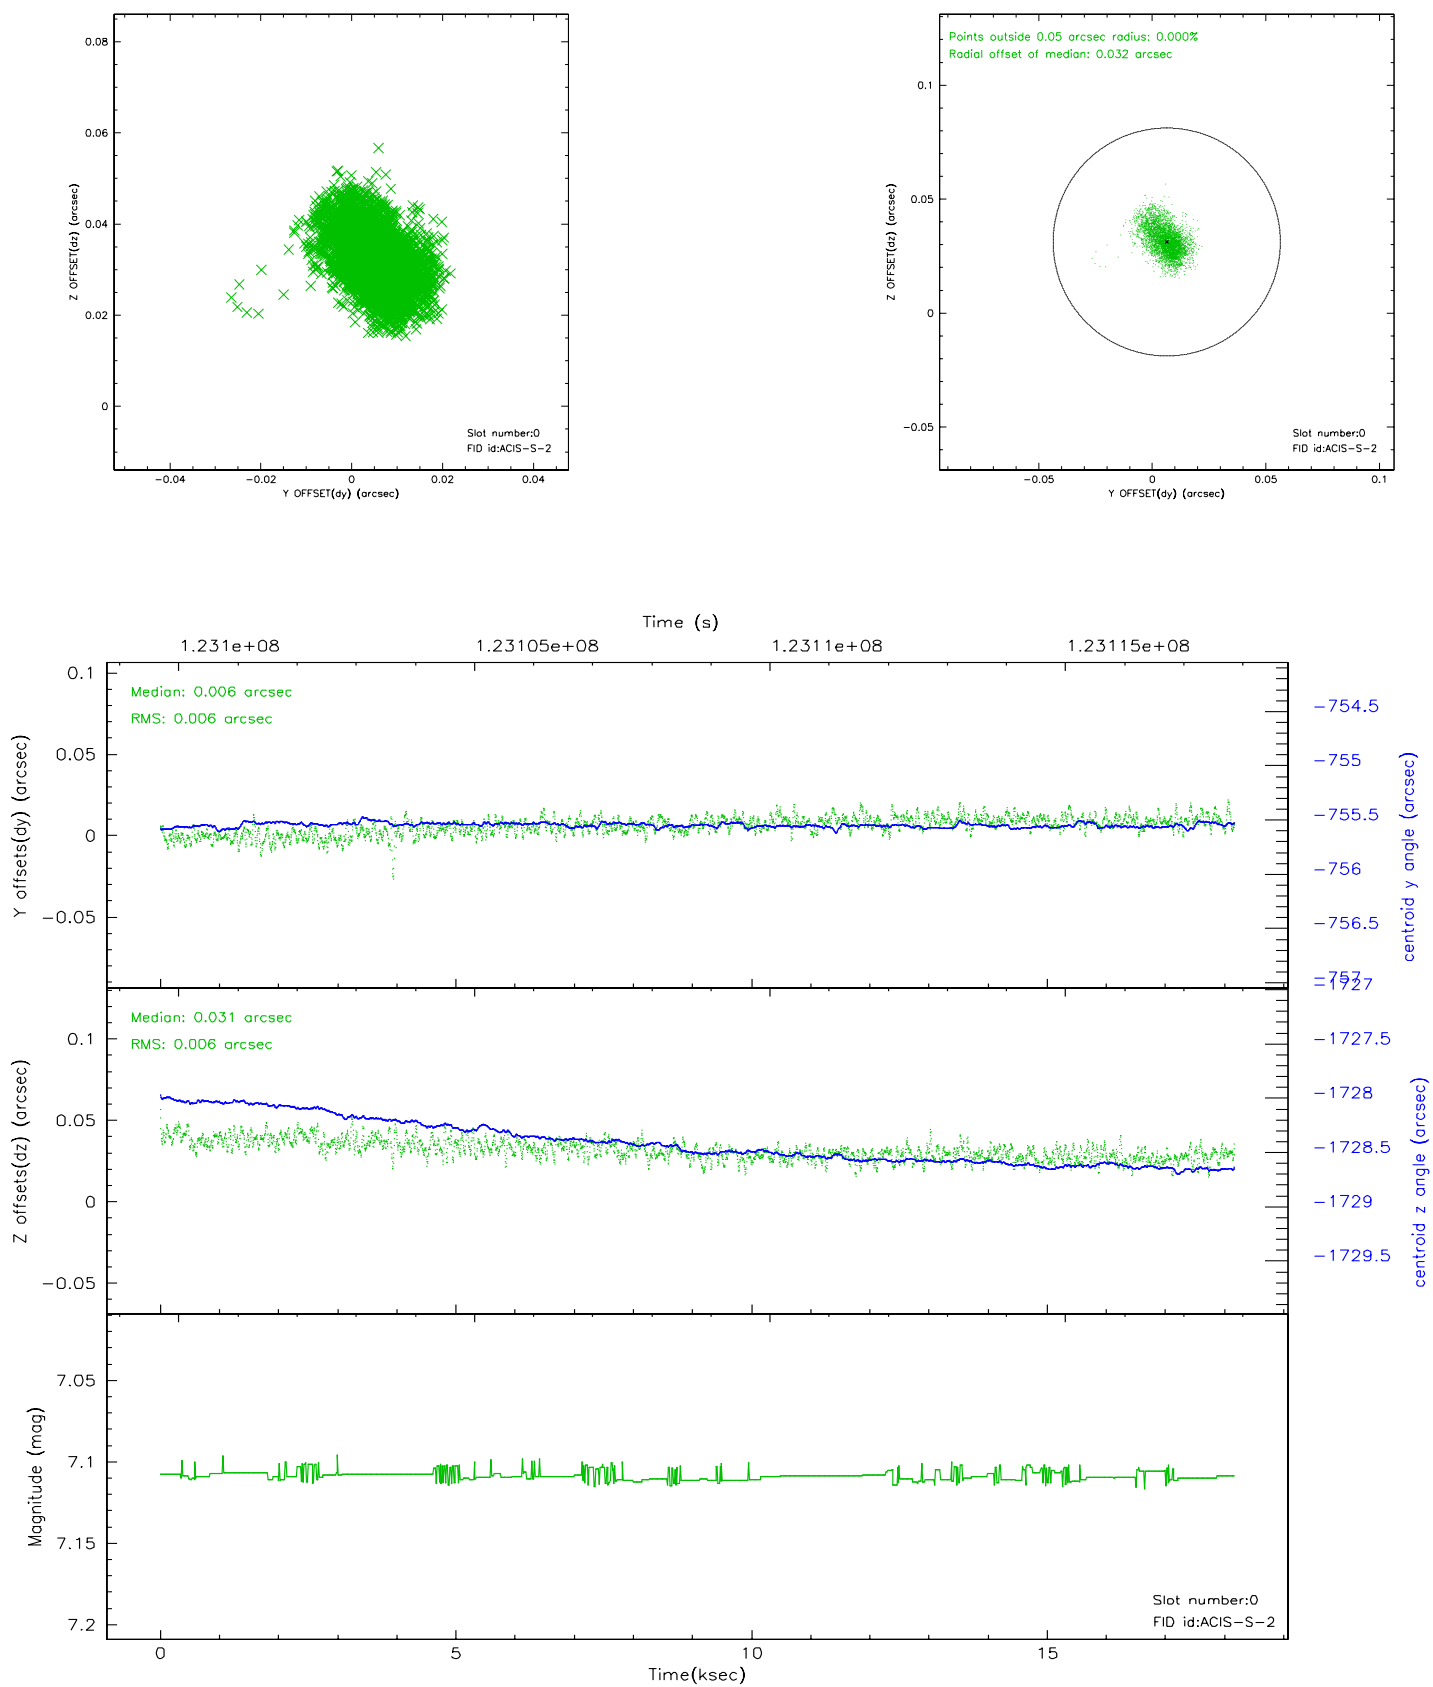 0.08
0.06
0.04
0.02
0
Z OFFSET(dz) (arcsec)
Slot number:0
FID id:ACIS-S-2
-0.04 -0.02 0 0.02 0.04
Y OFFSET(dy) (arcsec)
Points outside 0.05 arcsec radius: 0.000%
Radial offset of median: 0.032 arcsec
0.1
0.05
0
-0.05
Z OFFSET(dz) (arcsec)
Slot number:0
FID id:ACIS-S-2
-0.05 0 0.05 0.1
Y OFFSET(dy) (arcsec)
Time (s)
1.231e+08 1.23105e+08 1.2311e+08 1.23115e+08
Median: 0.006 arcsec
RMS: 0.006 arcsec
0.1
0.05
0
-0.05
Y offsets(dy) (arcsec)
-754.5
-755
-755.5
-756
-756.5
-757
centroid y angle (arcsec)
Median: 0.031 arcsec
RMS: 0.006 arcsec
0.1
0.05
0
-0.05
Z offsets(dz) (arcsec)
-1727
-1727.5
-1728
-1728.5
-1729
-1729.5
centroid z angle (arcsec)
7.05
7.1
7.15
7.2
Magnitude (mag)
Slot number:0
FID id:ACIS-S-2
0 5 10 15
Time(ksec)